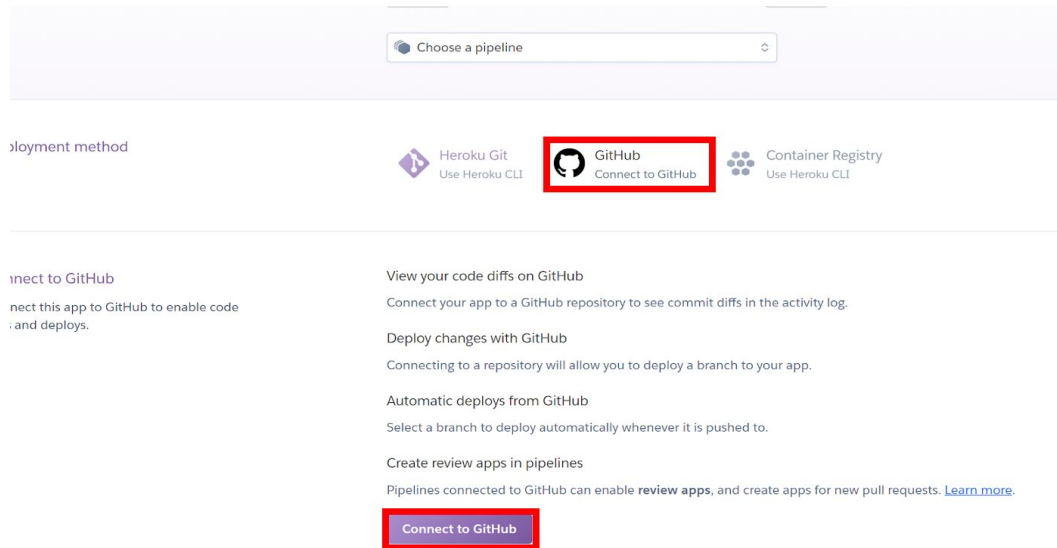 Choose a pipeline
ployment method
Heroku Git
Use Heroku CLI
GitHub
Connect to GitHub
Container Registry
Use Heroku CLI
nnect to GitHub
nect this app to GitHub to enable code
s and deploys.
View your code diffs on GitHub
Connect your app to a GitHub repository to see commit diffs in the activity log.
Deploy changes with GitHub
Connecting to a repository will allow you to deploy a branch to your app.
Automatic deploys from GitHub
Select a branch to deploy automatically whenever it is pushed to.
Create review apps in pipelines
Pipelines connected to GitHub can enable review apps, and create apps for new pull requests. Learn more.
Connect to GitHub